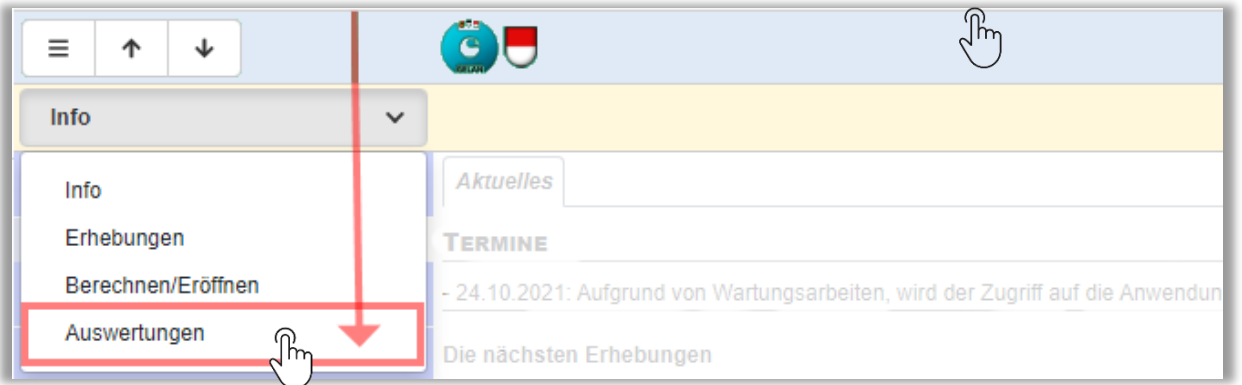 Info
Info
Erhebungen
Berechnen/Eröffnen
Auswertungen
Aktuelles
TERMINE
- 24.10.2021: Aufgrund von Wartungsarbeiten, wird der Zugriff auf die Anwendun
Die nächsten Erhebungen